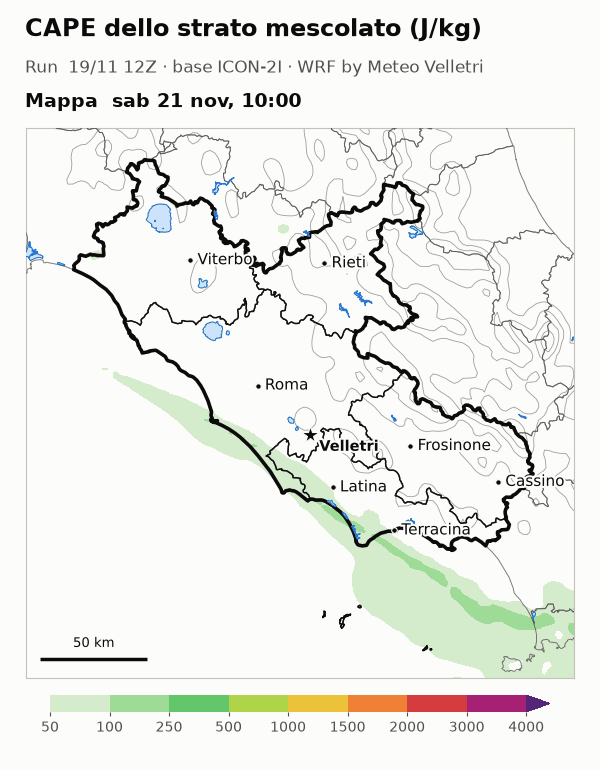 CAPE dello strato mescolato (J/kg)
Run  19/11 12Z · base ICON-2I · WRF by Meteo Velletri
Mappa  sab 21 nov, 10:00
Viterbo
Rieti
Roma
Velletri
Frosinone
Latina
Cassino
Terracina
50 km
50 100 250 500 1000 1500 2000 3000 4000